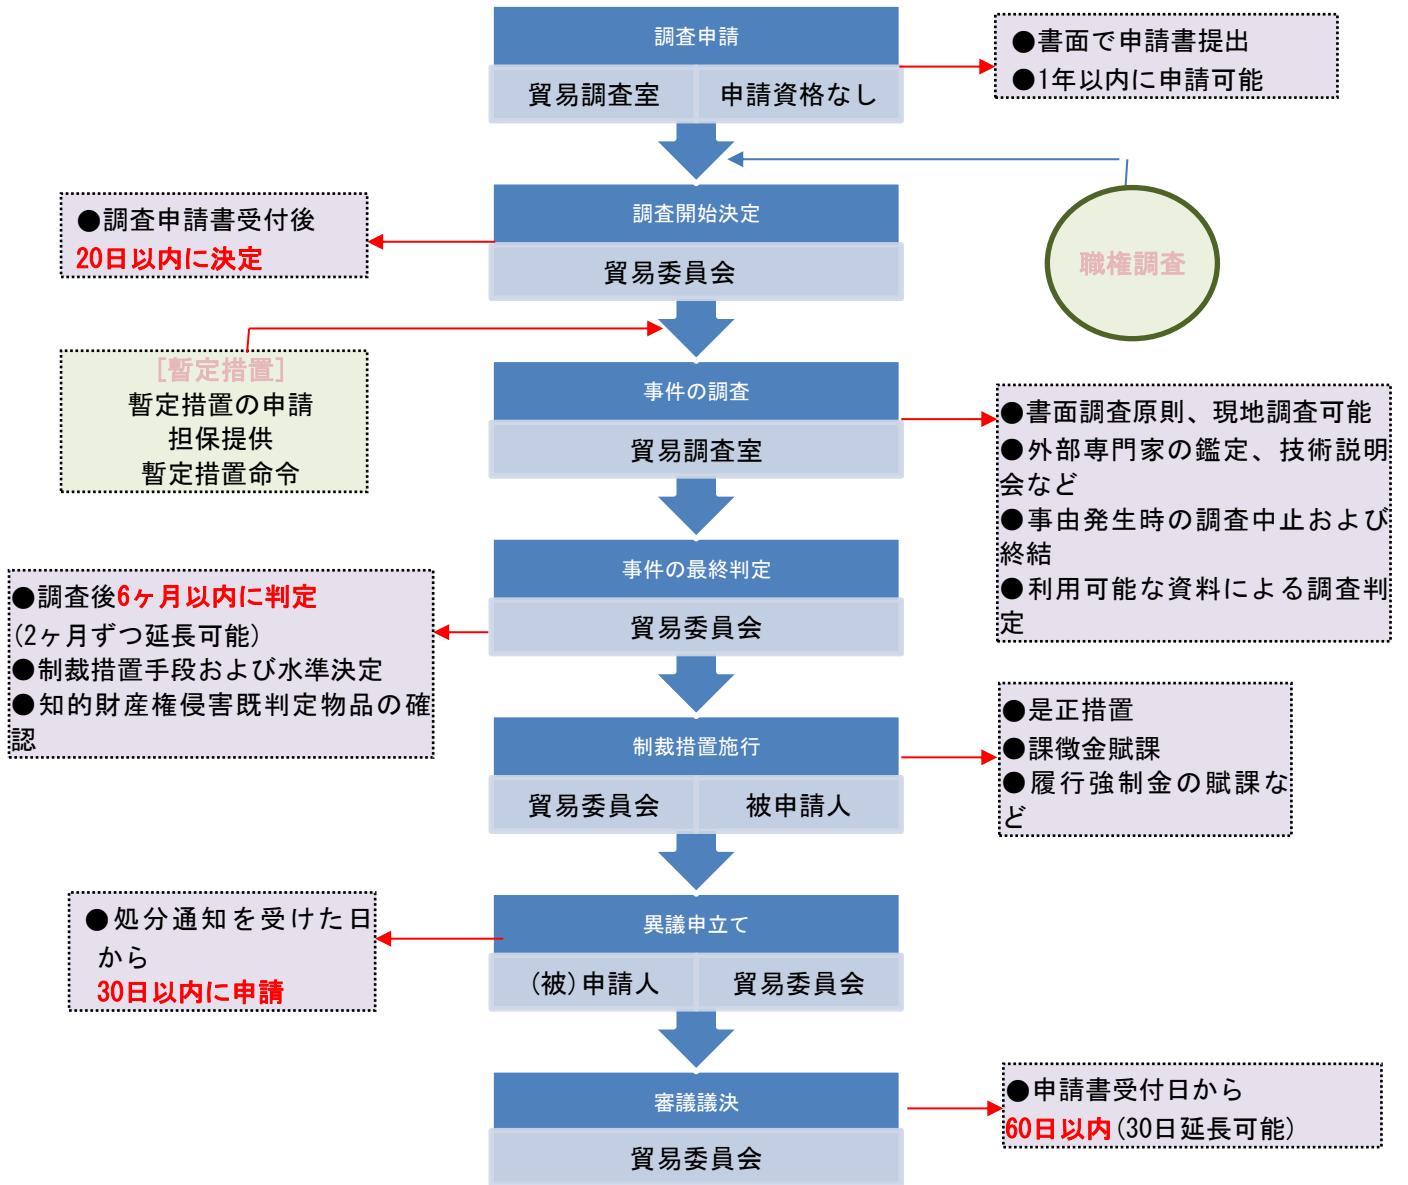 調査申請
貿易調査室
申請資格なし
●書面で申請書提出
●1年以内に申請可能
調査開始決定
貿易委員会
●調査申請書受付後
20日以内に決定
職権調査
[暫定措置]
暫定措置の申請
担保提供
暫定措置命令
事件の調査
貿易調査室
●書面調査原則、現地調査可能
●外部専門家の鑑定、技術説明
会など
●事由発生時の調査中止および
終結
●利用可能な資料による調査判
定
事件の最終判定
貿易委員会
●調査後6ヶ月以内に判定
(2ヶ月ずつ延長可能)
●制裁措置手段および水準決定
●知的財産権侵害既判定物品の確
認
制裁措置施行
貿易委員会
被申請人
●是正措置
●課徴金賦課
●履行強制金の賦課な
ど
異議申立て
(被)申請人
貿易委員会
●処分通知を受けた日
から
30日以内に申請
審議議決
貿易委員会
●申請書受付日から
60日以内(30日延長可能)